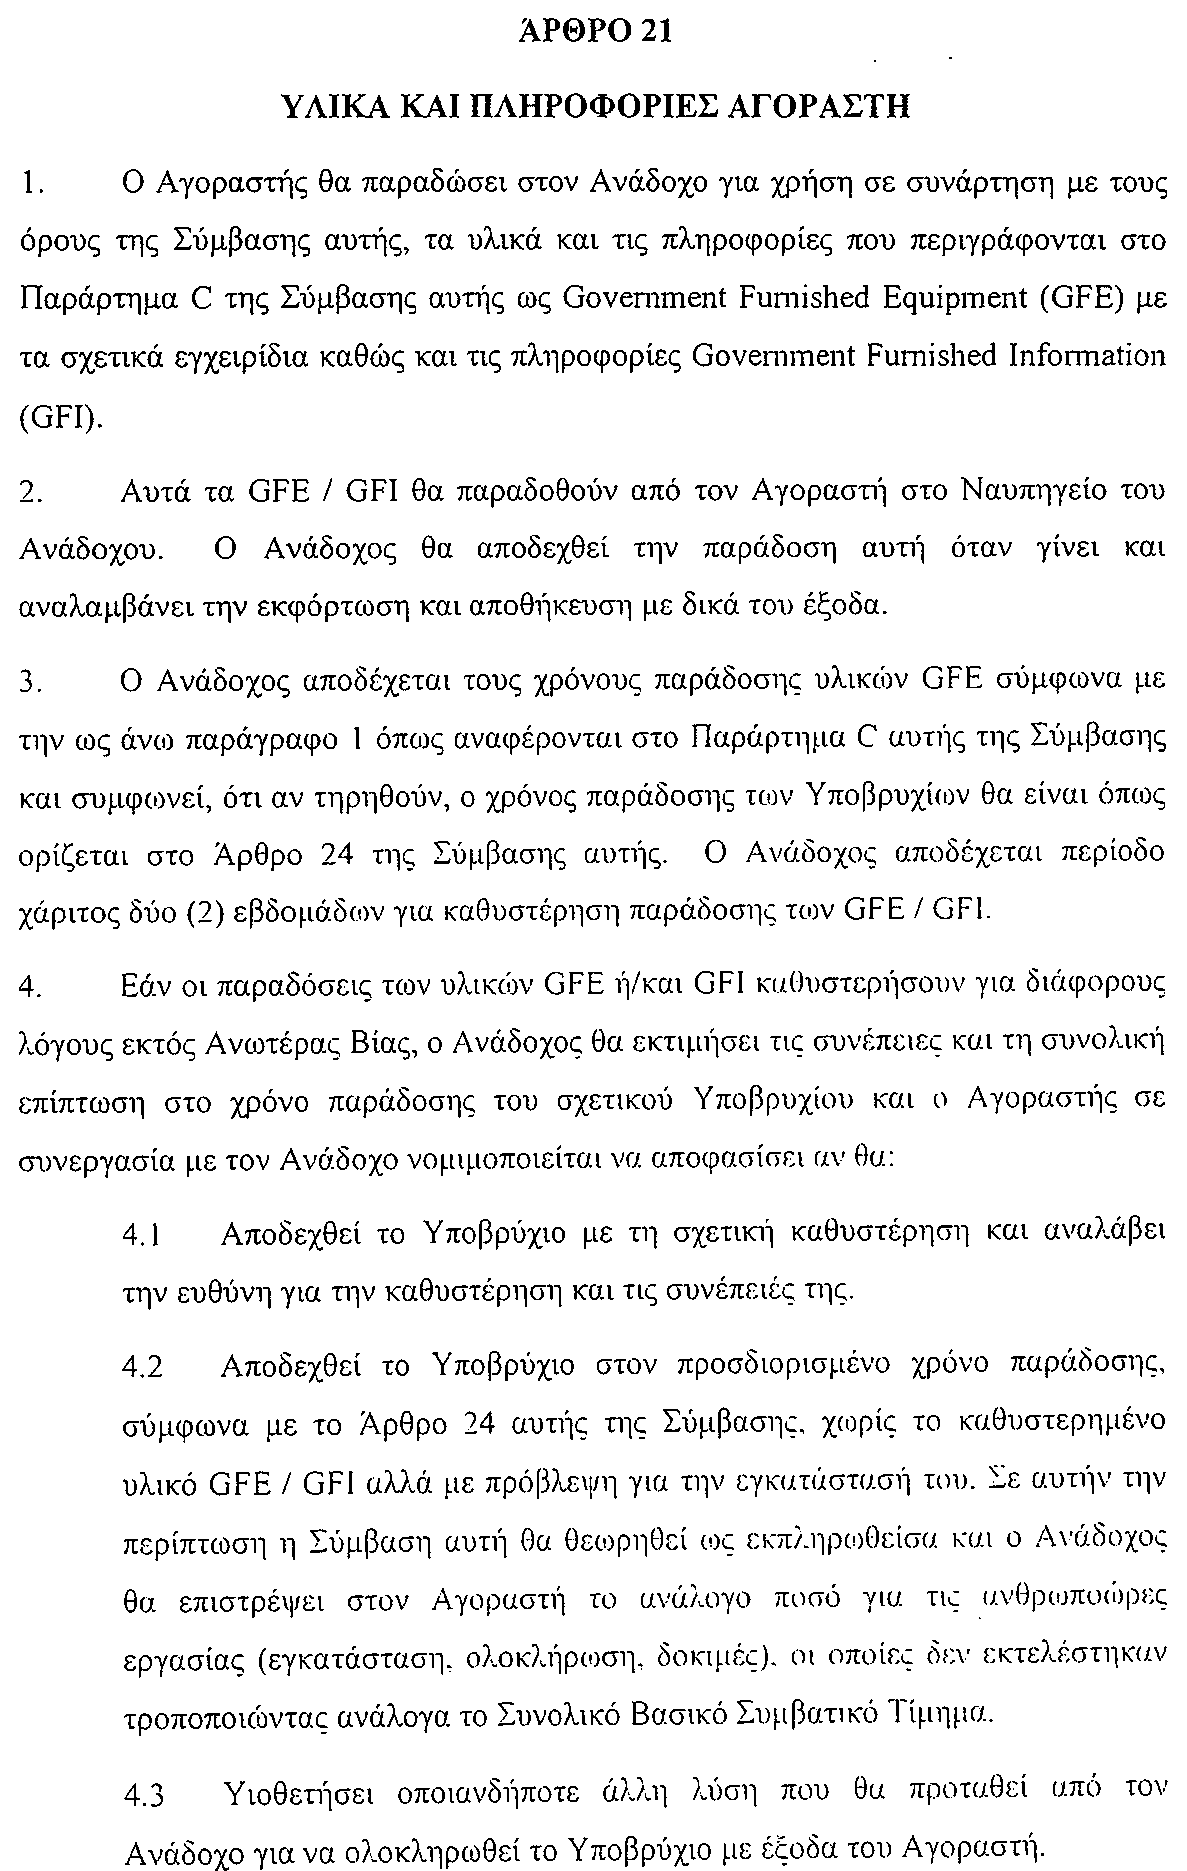 ΆΡΘΡΟ 21
ΥΛΙΚΑ ΚΑΙ ΠΛΗΡΟΦΟΡΙΕΣ ΑΓΟΡΑΣΤΗ
1. Ο Αγοραστής θα παραδώσει στον Ανάδοχο για χρήση σε συνάρτηση με τους
όρους της Σύμβασης αυτής, τα υλικά και τις πληροφορίες που περιγράφονται στο
Παράρτημα C της Σύμβασης αυτής ως Government Furnished Equipment (GFE) με
τα σχετικά εγχειρίδια καθώς και τις πληροφορίες Government Furnished Information
(GFI).
2. Αυτά τα GFE / GFI θα παραδοθούν από τον Αγοραστή στο Ναυπηγείο του
Ανάδοχου. Ο Ανάδοχος θα αποδεχθεί την παράδοση αυτή όταν γίνει και
αναλαμβάνει την εκφόρτωση και αποθήκευση με δικά του έξοδα.
3. Ο Ανάδοχος αποδέχεται τους χρόνους παράδοσης υλικών GFE σύμφωνα με
την ως άνω παράγραφο 1 όπως αναφέρονται στο Παράρτημα C αυτής της Σύμβασης
και συμφωνεί, ότι αν τηρηθούν, ο χρόνος παράδοσης των Υποβρυχίων θα είναι όπως
ορίζεται στο Άρθρο 24 της Σύμβασης αυτής. Ο Ανάδοχος αποδέχεται περίοδο
χάριτος δύο (2) εβδομάδων για καθυστέρηση παράδοσης των GFE / GFI.
4. Εάν οι παραδόσεις των υλικών GFE ή/και GFI καθυστερήσουν για διάφορους
λόγους εκτός Ανωτέρας Βίας, ο Ανάδοχος θα εκτιμήσει τις συνέπειες και τη συνολική
επίπτωση στο χρόνο παράδοσης του σχετικού Υποβρυχίου και ο Αγοραστής σε
συνεργασία με τον Ανάδοχο νομιμοποιείται να αποφασίσει αν θα:
4.1 Αποδεχθεί το Υποβρύχιο με τη σχετική καθυστέρηση και αναλάβει
την ευθύνη για την καθυστέρηση και τις συνέπειές της.
4.2 Αποδεχθεί το Υποβρύχιο στον προσδιορισμένο χρόνο παράδοσης,
σύμφωνα με το Άρθρο 24 αυτής της Σύμβασης, χωρίς το καθυστερημένο
υλικό GFE / GFI αλλά με πρόβλεψη για την εγκατάστασή του. Σε αυτήν την
περίπτωση η Σύμβαση αυτή θα θεωρηθεί ως εκπληρωθείσα και ο Ανάδοχος
θα επιστρέψει στον Αγοραστή το ανάλογο ποσό για τις ανθρωποώρες
εργασίας (εγκατάσταση, ολοκλήρωση, δοκιμές), οι οποίες δεν εκτελέστηκαν
τροποποιώντας ανάλογα το Συνολικό Βασικό Συμβατικό Τίμημα.
4.3 Υιοθετήσει οποιανδήποτε άλλη λύση που θα προταθεί από τον
Ανάδοχο για να ολοκληρωθεί το Υποβρύχιο με έξοδα του Αγοραστή.